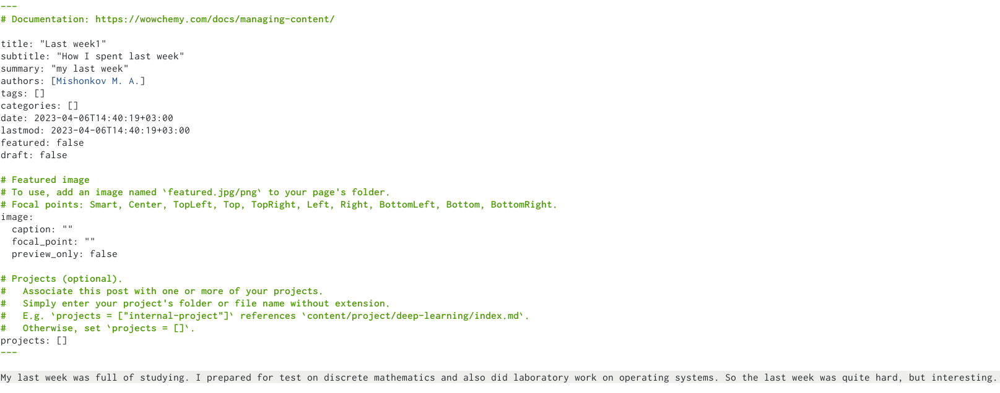 ---
# Documentation: https://wowchemy.com/docs/managing-content/
title: "Last week1"
subtitle: "How I spent last week"
summary: "my last week"
authors: [Mishonkov M. A.]
tags: []
categories: []
date: 2023-04-06T14:40:19+03:00
lastmod: 2023-04-06T14:40:19+03:00
featured: false
draft: false
# Featured image
# To use, add an image named `featured.jpg/png` to your page's folder.
# Focal points: Smart, Center, TopLeft, Top, TopRight, Left, Right, BottomLeft, Bottom, BottomRight.
image:
  caption: ""
  focal_point: ""
  preview_only: false
# Projects (optional).
#   Associate this post with one or more of your projects.
#   Simply enter your project's folder or file name without extension.
#   E.g. `projects = ["internal-project"]` references `content/project/deep-learning/index.md`.
#   Otherwise, set `projects = []`.
projects: []
---
My last week was full of studying. I prepared for test on discrete mathematics and also did laboratory work on operating systems. So the last week was quite hard, but interesting.